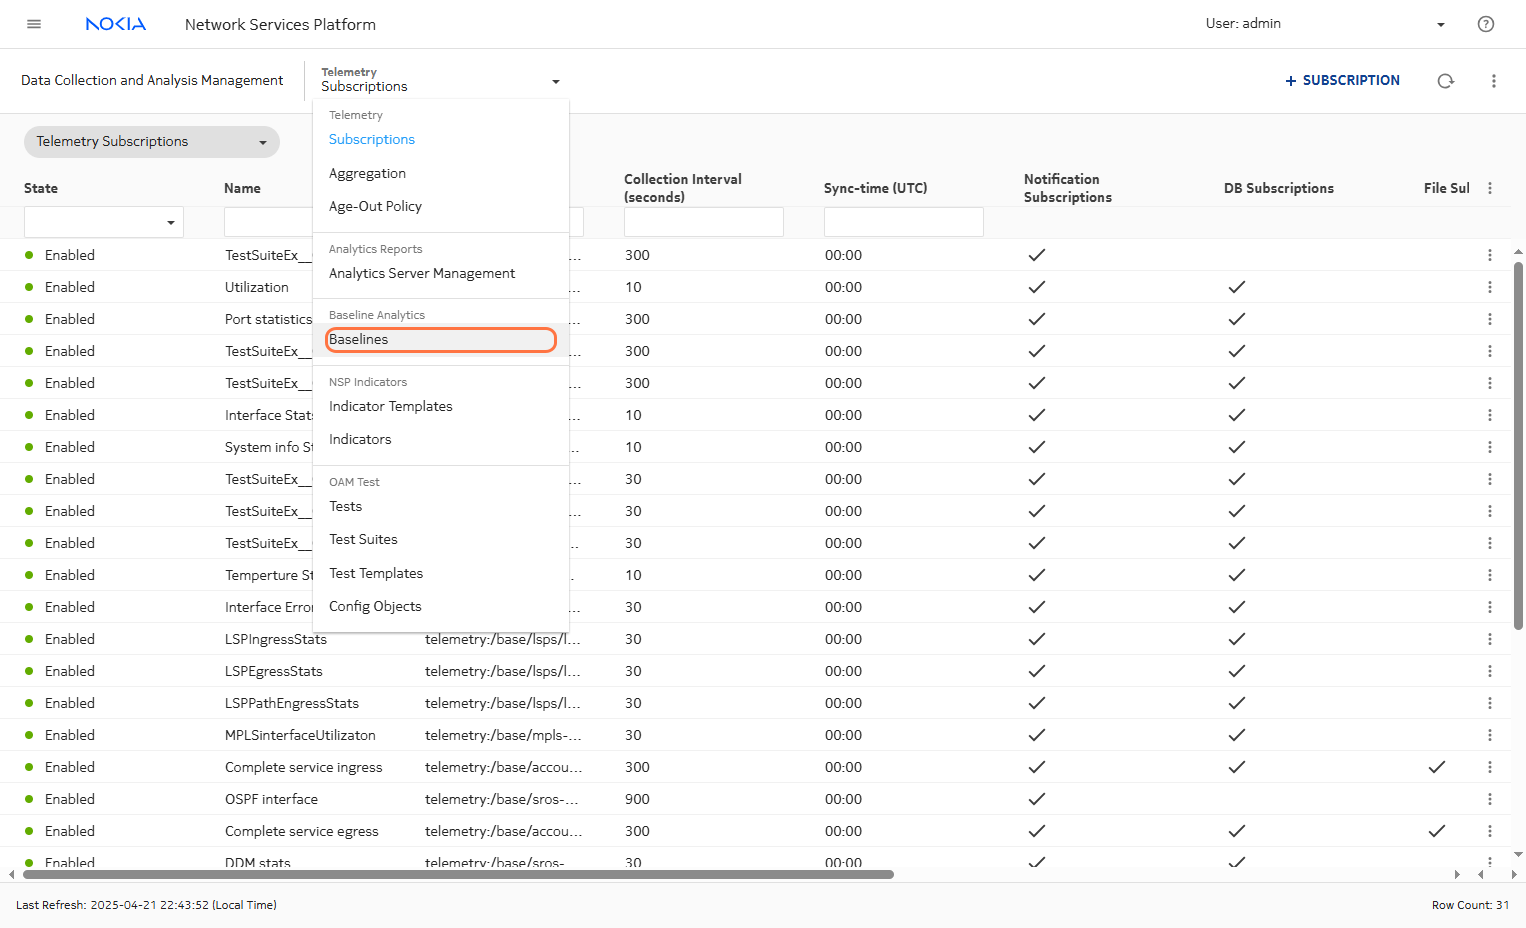 NOKIA Network Services Platform User: admin
Data Collection and Analysis Management Telemetry Subscriptions + SUBSCRIPTION
Telemetry Subscriptions
Telemetry
Subscriptions
Aggregation
Age-Out Policy
Analytics Reports
Analytics Server Management
Baseline Analytics
Baselines
NSP Indicators
Indicator Templates
Indicators
OAM Test
Tests
Test Suites
Test Templates
Config Objects
State Name Collection Interval (seconds) Sync-time (UTC) Notification Subscriptions DB Subscriptions File Sul
Enabled TestSuiteEx__ ... 300 00:00
Enabled Utilization ... 10 00:00
Enabled Port statistics ... 300 00:00
Enabled TestSuiteEx__ ... 300 00:00
Enabled TestSuiteEx__ ... 300 00:00
Enabled Interface Stat ... 10 00:00
Enabled System info St .. 10 00:00
Enabled TestSuiteEx__ ... 30 00:00
Enabled TestSuiteEx__ ... 30 00:00
Enabled TestSuiteEx__ .. 30 00:00
Enabled Temperture St . 10 00:00
Enabled Interface Error ... 30 00:00
Enabled LSPIngressStats telemetry:/base/lsps/l... 30 00:00
Enabled LSPEgressStats telemetry:/base/lsps/l... 30 00:00
Enabled LSPPathEngressStats telemetry:/base/lsps/l... 30 00:00
Enabled MPLSinterfaceUtilizaton telemetry:/base/mpls-... 30 00:00
Enabled Complete service ingress telemetry:/base/accou... 300 00:00
Enabled OSPF interface telemetry:/base/sros-... 900 00:00
Enabled Complete service egress telemetry:/base/accou... 300 00:00
Enabled DDM stats telemetry:/base/sros- 30 00:00
Last Refresh: 2025-04-21 22:43:52 (Local Time) Row Count: 31